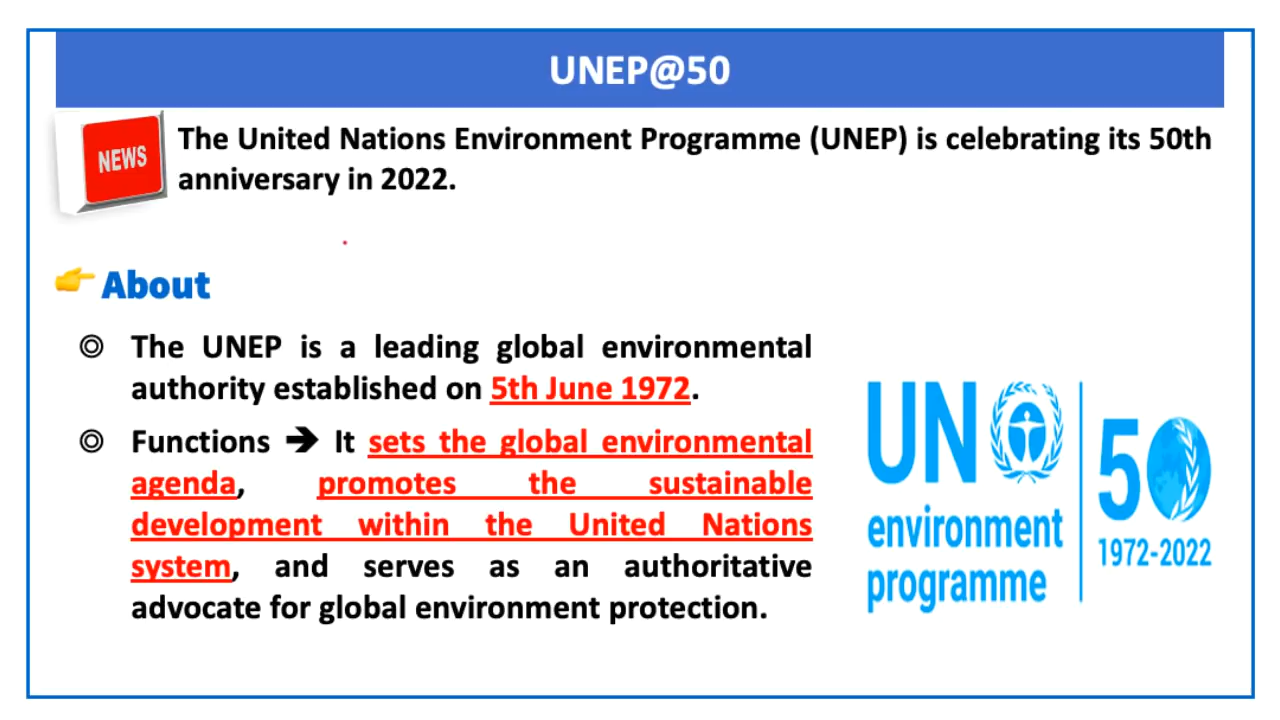 UNEP@50
NEWS
The United Nations Environment Programme (UNEP) is celebrating its 50th
anniversary in 2022.
👉 About
◎ The UNEP is a leading global environmental
authority established on 5th June 1972.
◎ Functions ➔ It sets the global environmental
agenda, promotes the sustainable
development within the United Nations
system, and serves as an authoritative
advocate for global environment protection.
UN
environment
programme
50
1972-2022